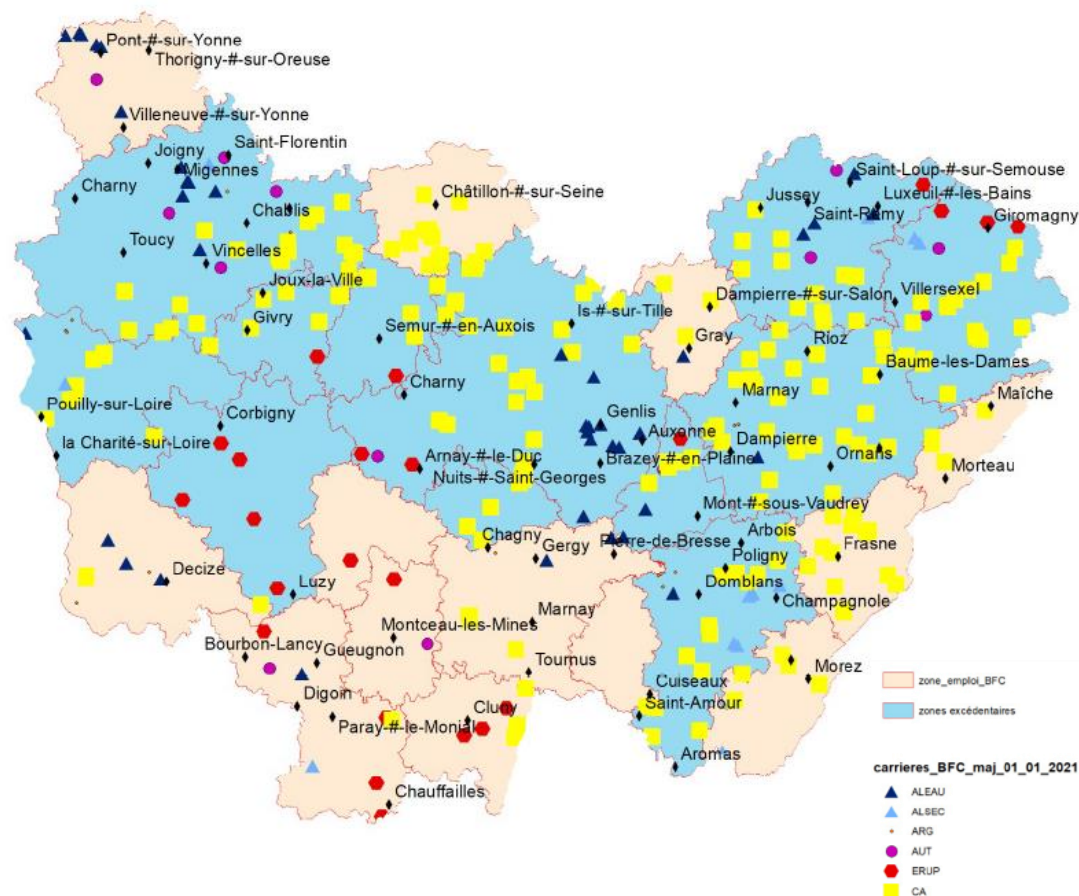 Pont-#-sur-Yonne
Thorigny-#-sur-Oreuse
Villeneuve-#-sur-Yonne
Saint-Florentin
Joigny
Migennes
Charny
Châtillon-#-sur-Seine
Saint-Loup-#-sur-Semouse
Luxeuil-#-les-Bains
Jussey
Saint-Rémy
Giromagny
Chablis
Toucy
Vincelles
Joux-la-Ville
Villersexel
Dampierre-#-sur-Salon
Is-#-sur-Tille
Givry
Semur-#-en-Auxois
Gray
Rioz
Baume-les-Dames
Charny
Marnay
Maîche
Pouilly-sur-Loire
Corbigny
Genlis
Auxonne
la Charité-sur-Loire
Dampierre
Ornans
Arnay-#-le-Duc
Brazey-#-en-Plaine
Morteau
Nuits-#-Saint-Georges
Mont-#-sous-Vaudrey
Chagny
Gergy
Pierre-de-Bresse
Arbois
Frasne
Poligny
Decize
Luzy
Domblans
Champagnole
Marnay
Montceau-les-Mines
Bourbon-Lancy
Gueugnon
Tournus
Morez
Digoin
Cuiseaux
Paray-#-le-Monial
Cluny
Saint-Amour
Aromas
Chauffailles
zone_emploi_BFC
zones excédentaires
carrieres_BFC_maj_01_01_2021
ALEAU
ALSEC
ARG
AUT
ERUP
CA